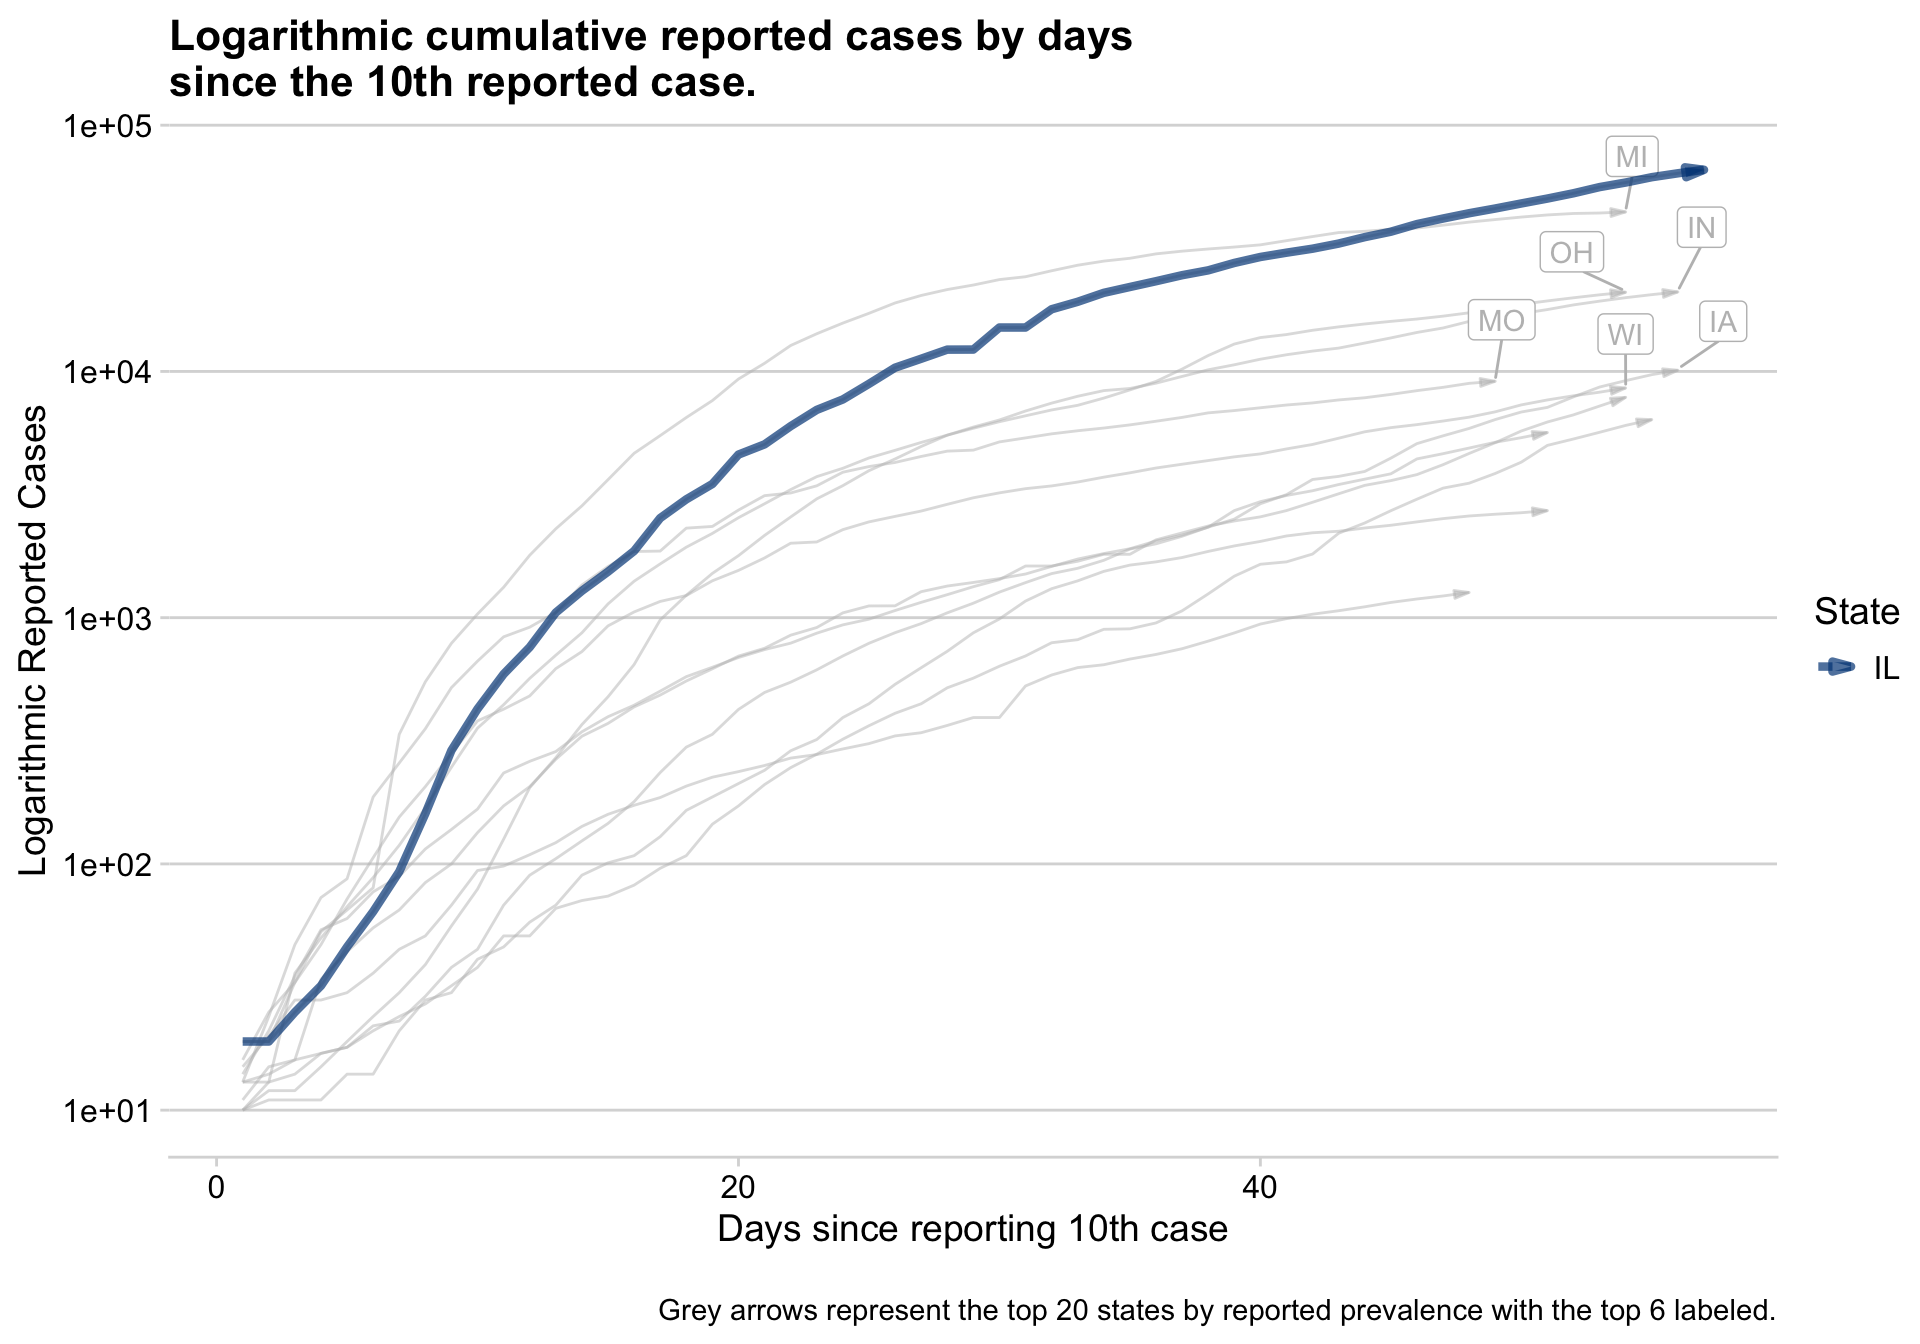 Logarithmic cumulative reported cases by days
since the 10th reported case.
1e+05
1e+04
1e+03
1e+02
1e+01
Logarithmic Reported Cases
MI
IN
OH
MO
WI
IA
State
IL
0
20
40
Days since reporting 10th case
Grey arrows represent the top 20 states by reported prevalence with the top 6 labeled.